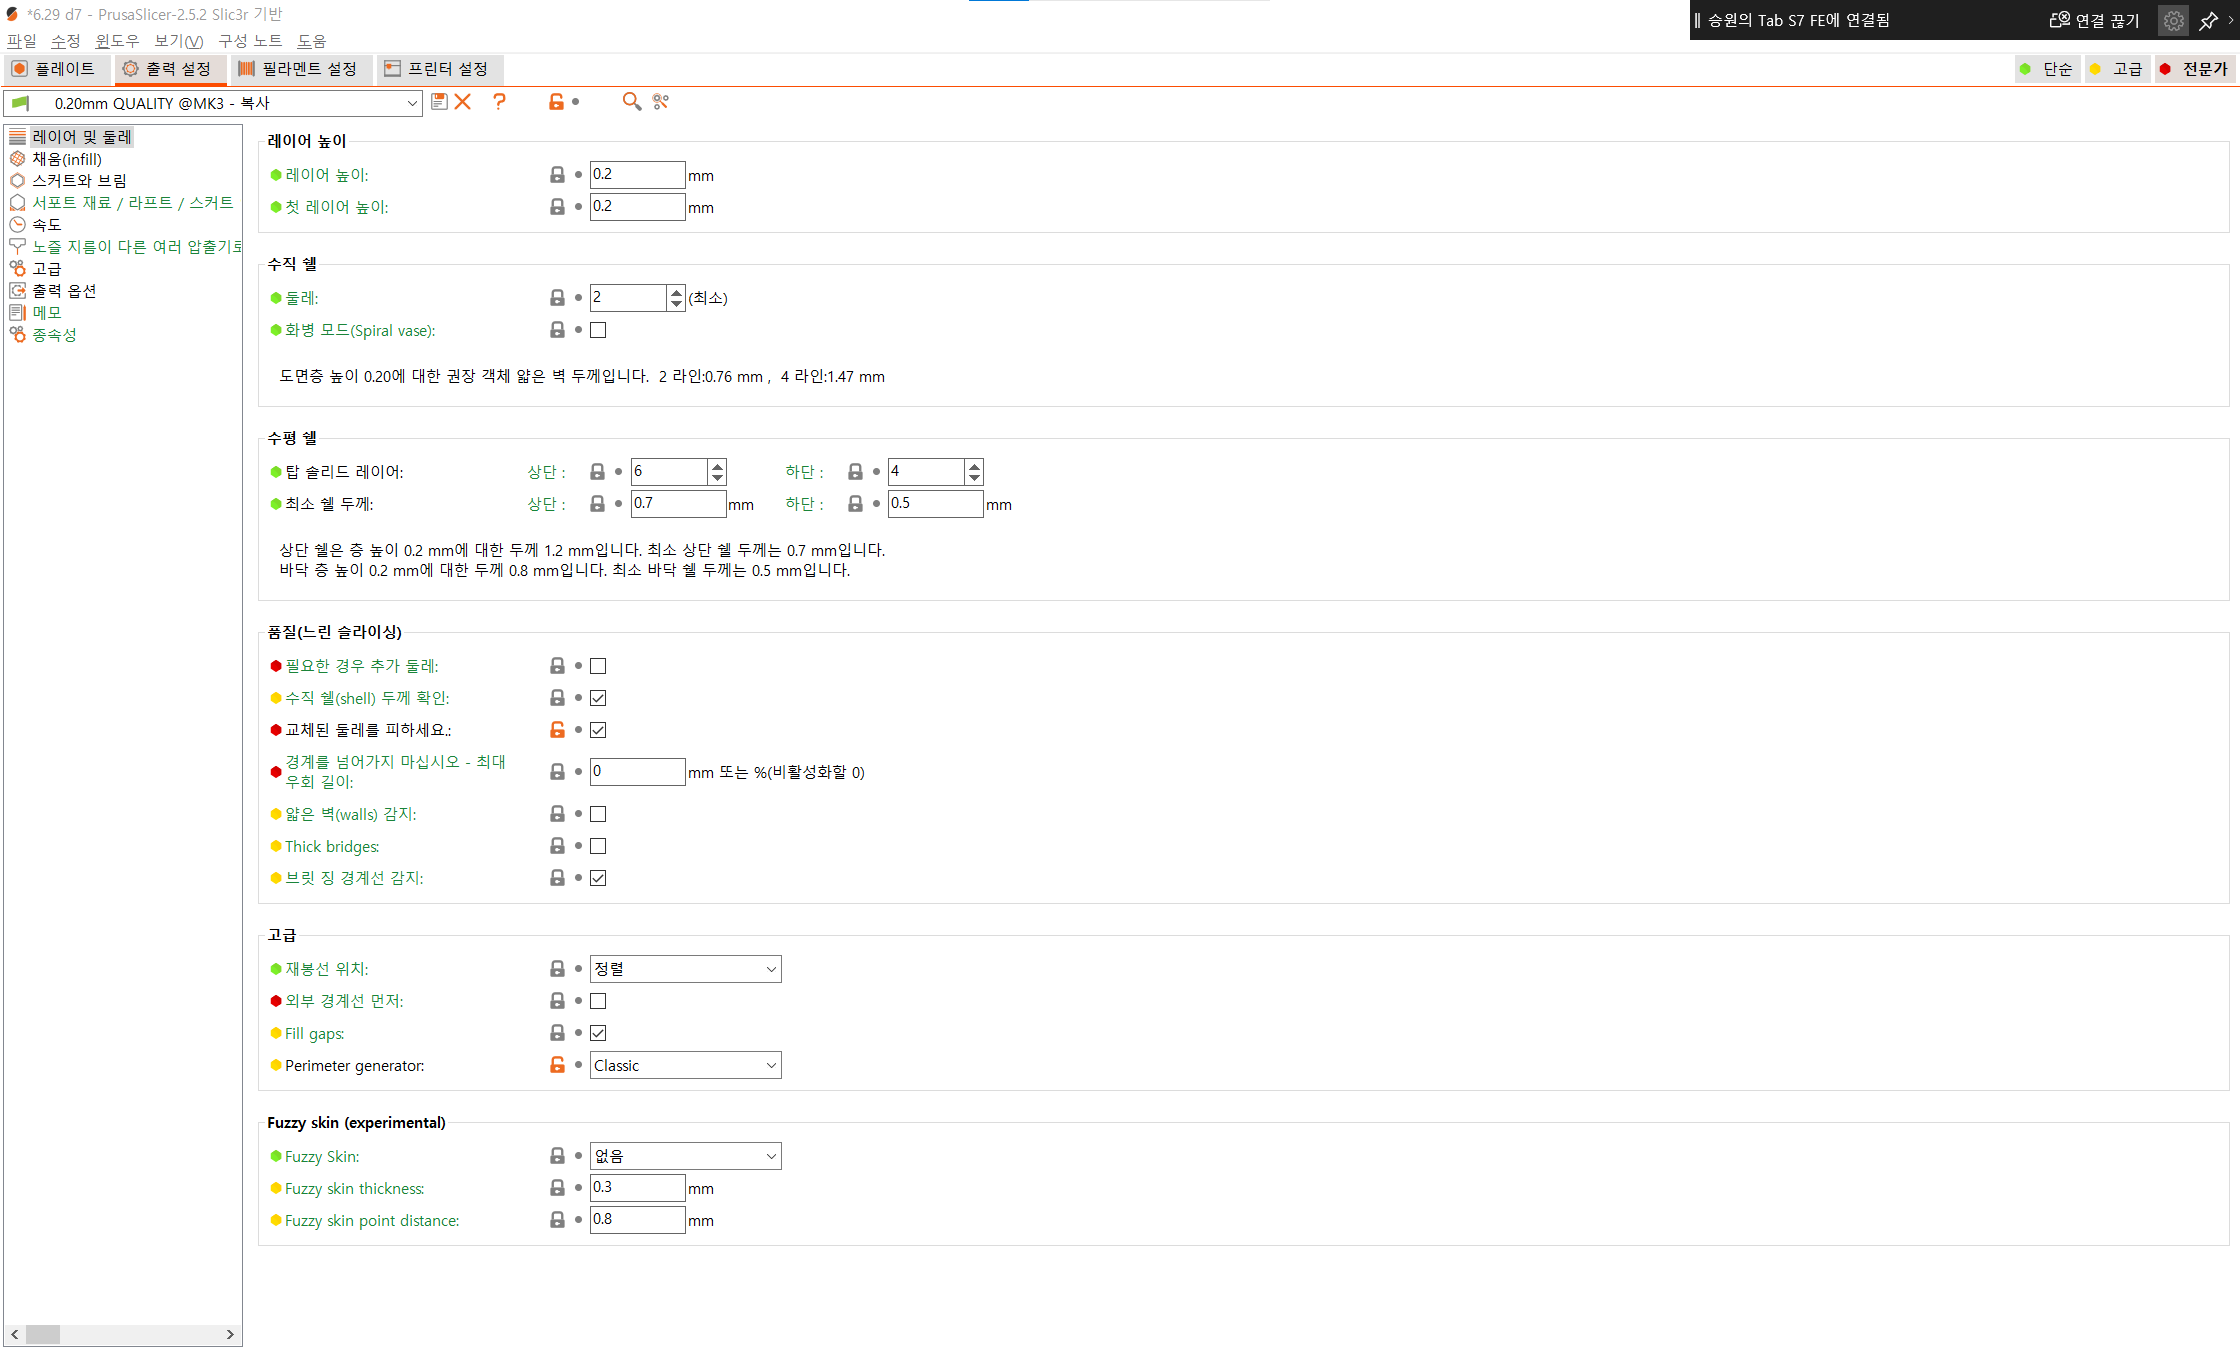 *6.29 d7 - PrusaSlicer-2.5.2 Slic3r 기반
승원의 Tab S7 FE에 연결됨
연결 끊기
파일 수정 윈도우 보기(V) 구성 노트 도움
플레이트 출력 설정 필라멘트 설정 프린터 설정
단순 고급 전문가
0.20mm QUALITY @MK3 - 복사
레이어 및 둘레
채움(infill)
스커트와 브림
서포트 재료 / 라프트 / 스커트
속도
노즐 지름이 다른 여러 압출기로
고급
출력 옵션
메모
종속성
레이어 높이
레이어 높이: 0.2 mm
첫 레이어 높이: 0.2 mm
수직 쉘
둘레: 2 (최소)
화병 모드(Spiral vase):
도면층 높이 0.20에 대한 권장 객체 얇은 벽 두께입니다. 2 라인:0.76 mm , 4 라인:1.47 mm
수평 쉘
탑 솔리드 레이어: 상단 : 6 하단 : 4
최소 쉘 두께: 상단 : 0.7 mm 하단 : 0.5 mm
상단 쉘은 층 높이 0.2 mm에 대한 두께 1.2 mm입니다. 최소 상단 쉘 두께는 0.7 mm입니다.
바닥 층 높이 0.2 mm에 대한 두께 0.8 mm입니다. 최소 바닥 쉘 두께는 0.5 mm입니다.
품질(느린 슬라이싱)
필요한 경우 추가 둘레:
수직 쉘(shell) 두께 확인:
교체된 둘레를 피하세요.:
경계를 넘어가지 마십시오 - 최대
우회 길이: 0 mm 또는 %(비활성화할 0)
얇은 벽(walls) 감지:
Thick bridges:
브릿 징 경계선 감지:
고급
재봉선 위치: 정렬
외부 경계선 먼저:
Fill gaps:
Perimeter generator: Classic
Fuzzy skin (experimental)
Fuzzy Skin: 없음
Fuzzy skin thickness: 0.3 mm
Fuzzy skin point distance: 0.8 mm